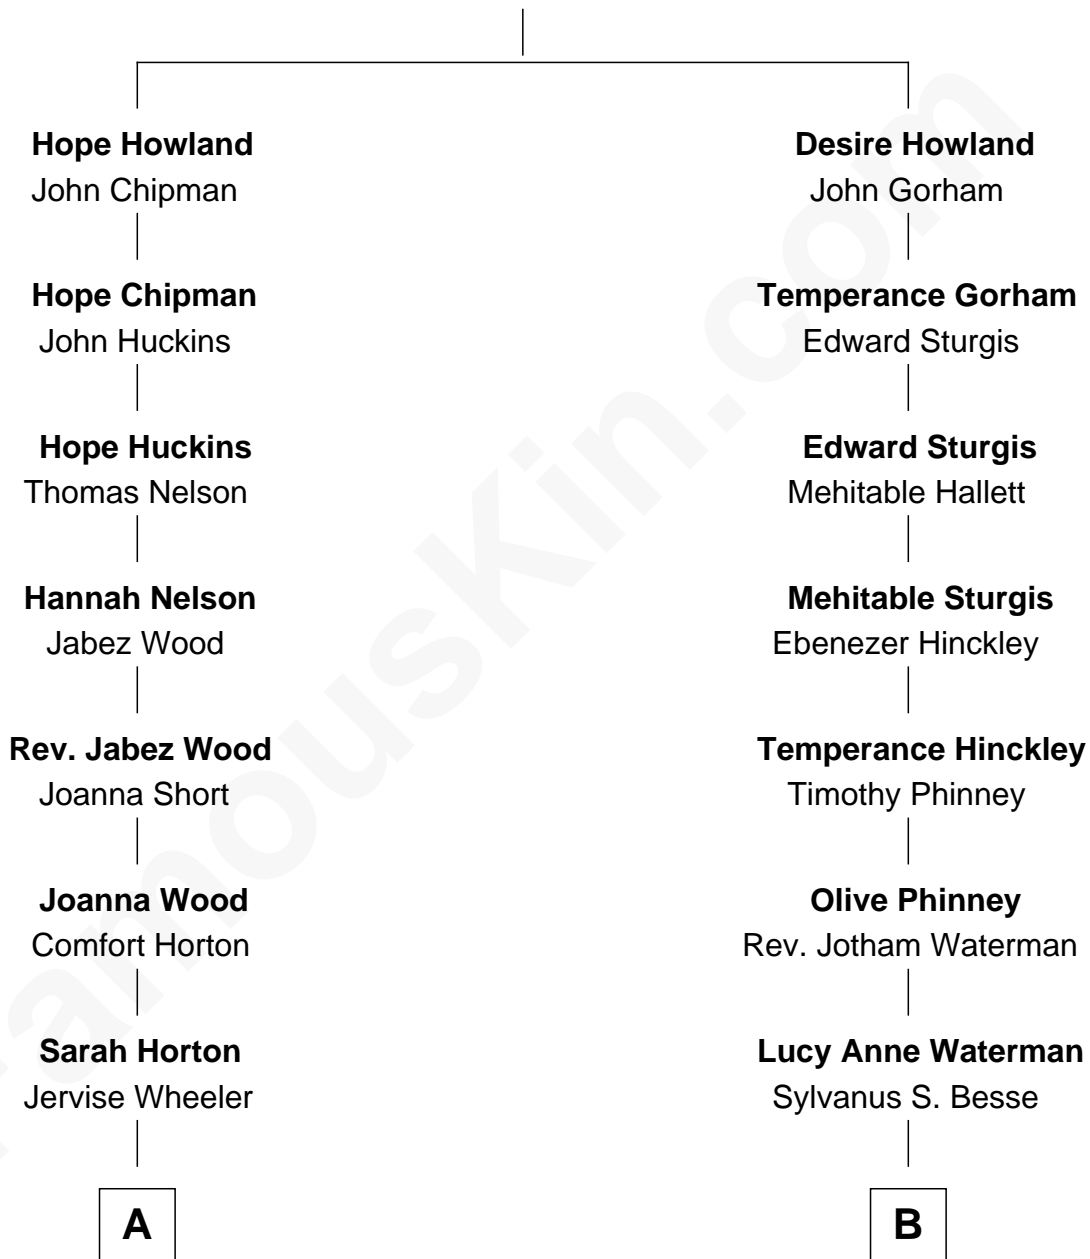 Hope Howland
John Chipman
Desire Howland
John Gorham
Hope Chipman
John Huckins
Temperance Gorham
Edward Sturgis
Hope Huckins
Thomas Nelson
Edward Sturgis
Mehitable Hallett
Hannah Nelson
Jabez Wood
Mehitable Sturgis
Ebenezer Hinckley
Rev. Jabez Wood
Joanna Short
Temperance Hinckley
Timothy Phinney
Joanna Wood
Comfort Horton
Olive Phinney
Rev. Jotham Waterman
Sarah Horton
Jervise Wheeler
Lucy Anne Waterman
Sylvanus S. Besse
A
B
FamousKin.com